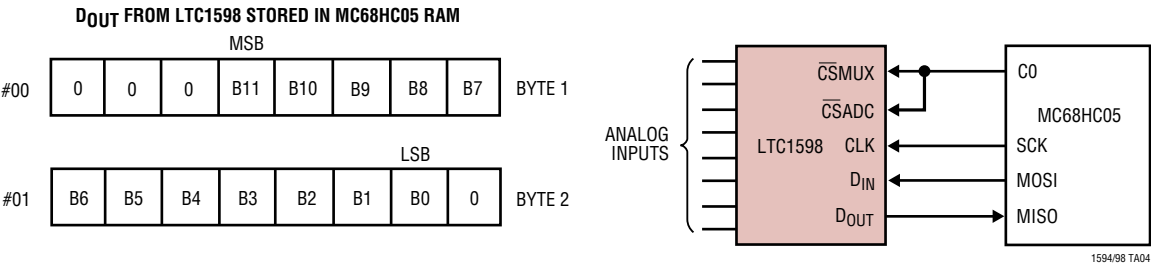 DOUT FROM LTC1598 STORED IN MC68HC05 RAM
MSB
#00 0 0 0 B11 B10 B9 B8 B7 BYTE 1
LSB
#01 B6 B5 B4 B3 B2 B1 B0 0 BYTE 2
ANALOG
INPUTS
LTC1598
CSMUX
CSADC
CLK
DIN
DOUT
C0
MC68HC05
SCK
MOSI
MISO
1594/98 TA04